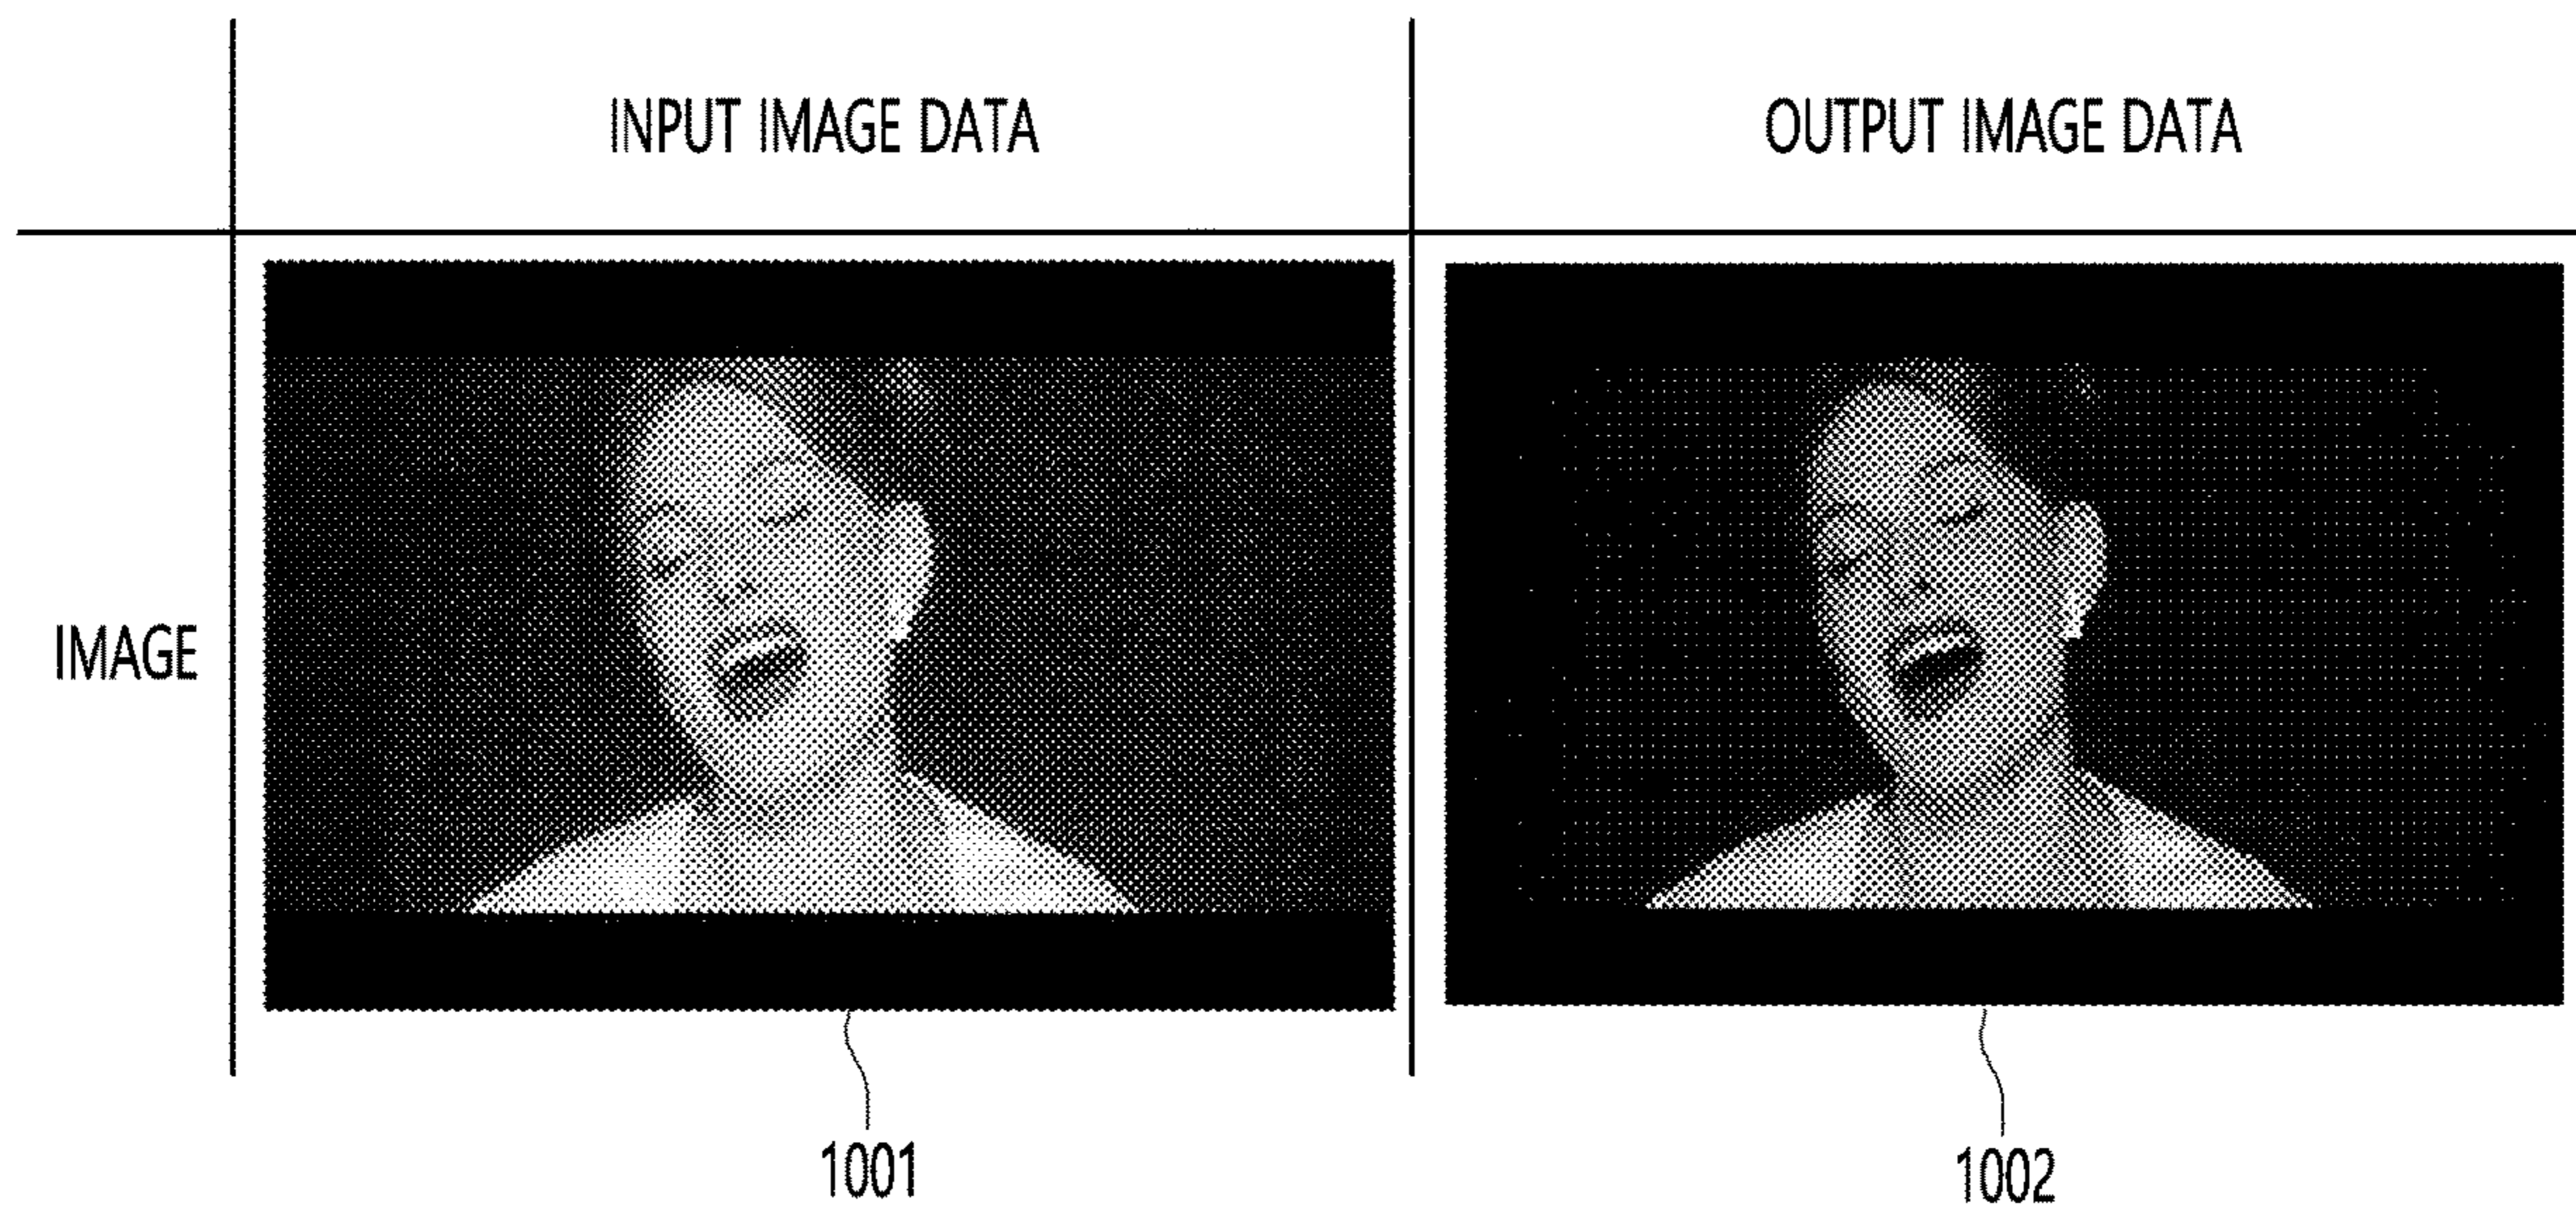 INPUT IMAGE DATA
OUTPUT IMAGE DATA
IMAGE
1001
1002